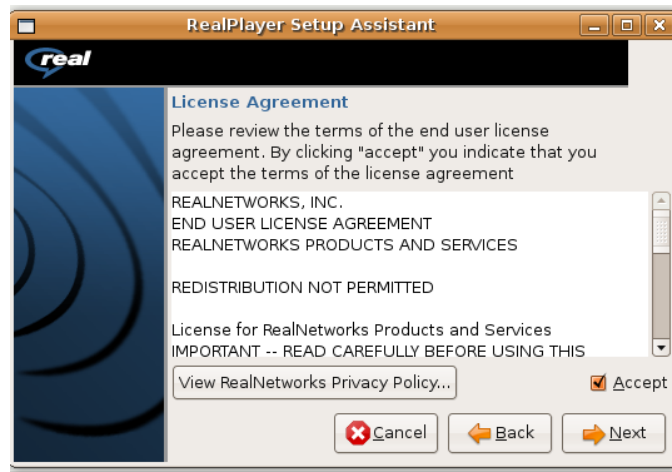 RealPlayer Setup Assistant
real
License Agreement
Please review the terms of the end user license
agreement. By clicking "accept" you indicate that you
accept the terms of the license agreement
REALNETWORKS, INC.
END USER LICENSE AGREEMENT
REALNETWORKS PRODUCTS AND SERVICES
REDISTRIBUTION NOT PERMITTED
License for RealNetworks Products and Services
IMPORTANT -- READ CAREFULLY BEFORE USING THIS
View RealNetworks Privacy Policy...
Accept
Cancel
Back
Next